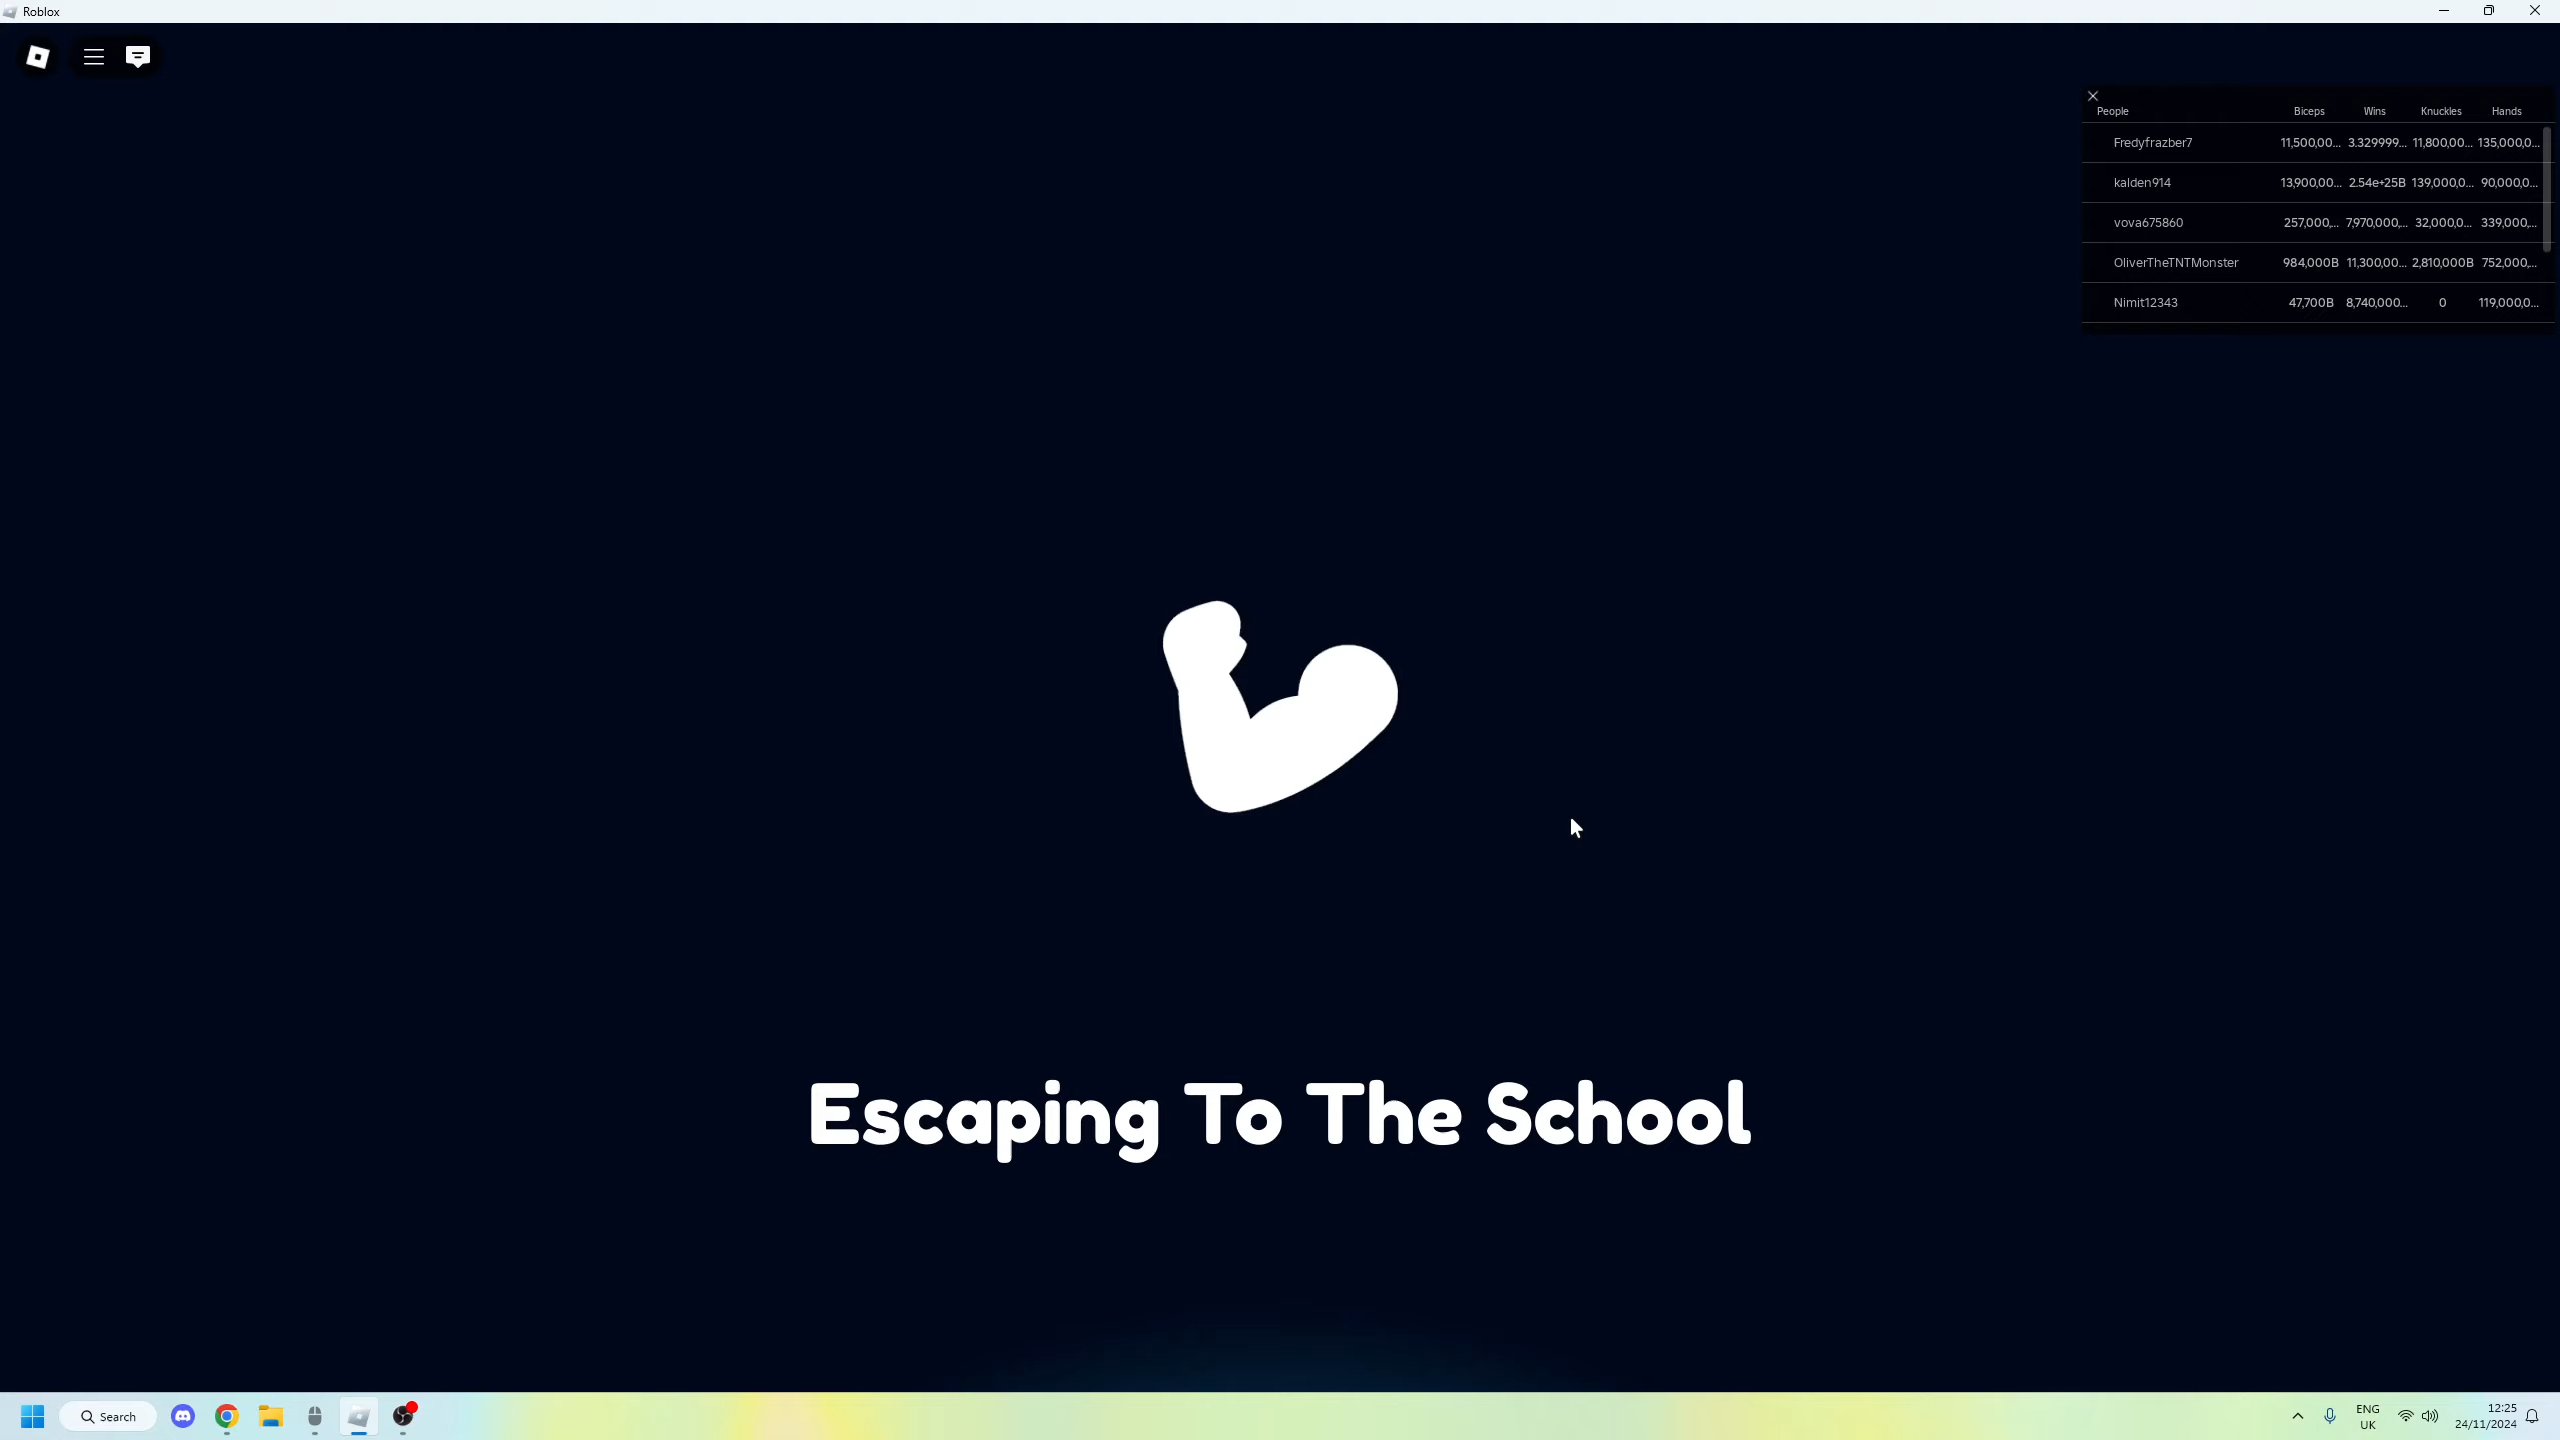 Roblox
People Biceps Wins Knuckles Hands
Fredyfrazber7 11,500,00... 3.329999... 11,800,00... 135,000,0...
kalden914 13,900,00... 2.54e+25B 139,000,0... 90,000,0...
vova675860 257,000,... 7,970,000,... 32,000,0... 339,000,...
OliverTheTNTMonster 984,000B 11,300,00... 2,810,000B 752,000,...
Nimit12343 47,700B 8,740,000... 0 119,000,0...
Escaping To The School
Search
ENG
UK
12:25
24/11/2024